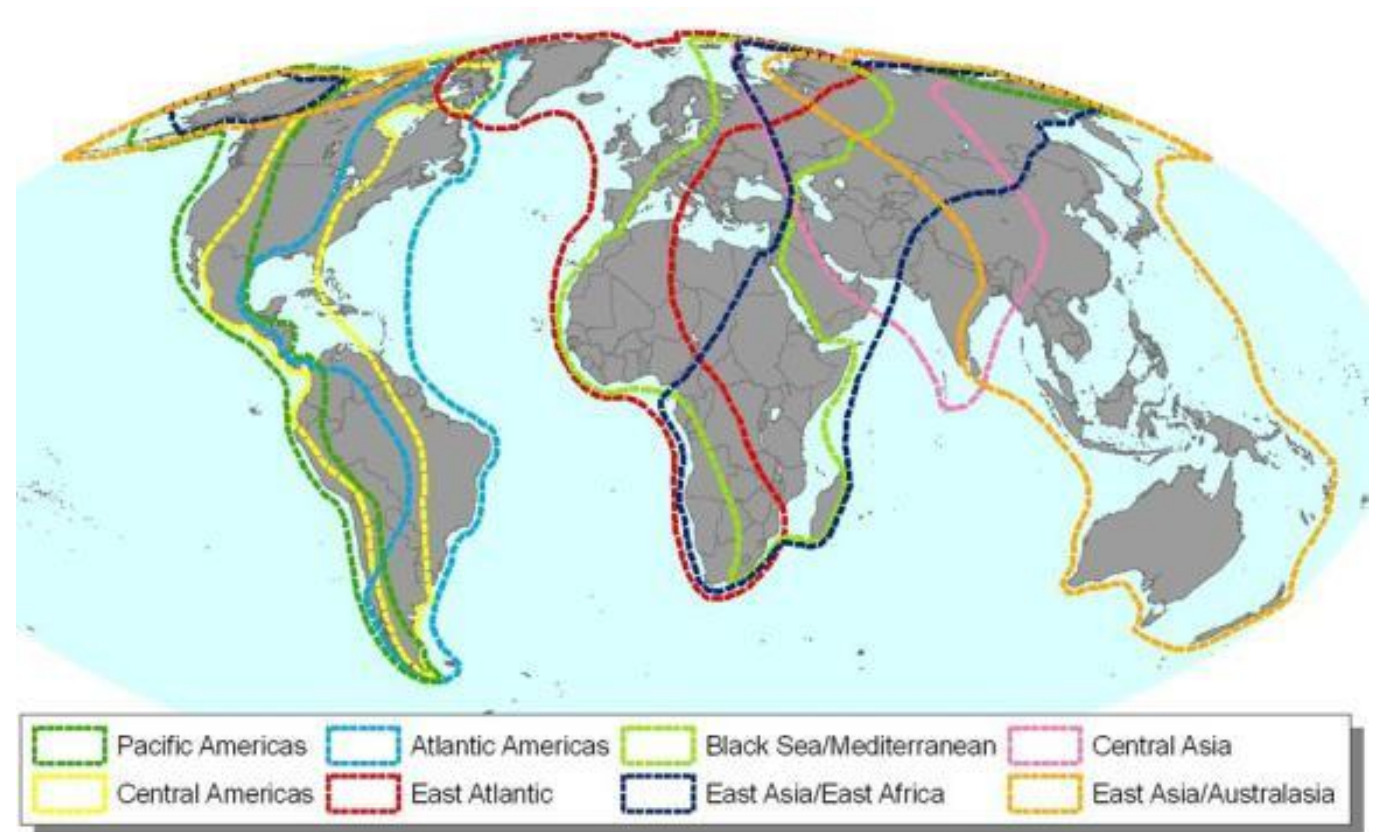 Pacific Americas Atlantic Americas Black Sea/Mediterranean Central Asia
Central Americas East Atlantic East Asia/East Africa East Asia/Australasia